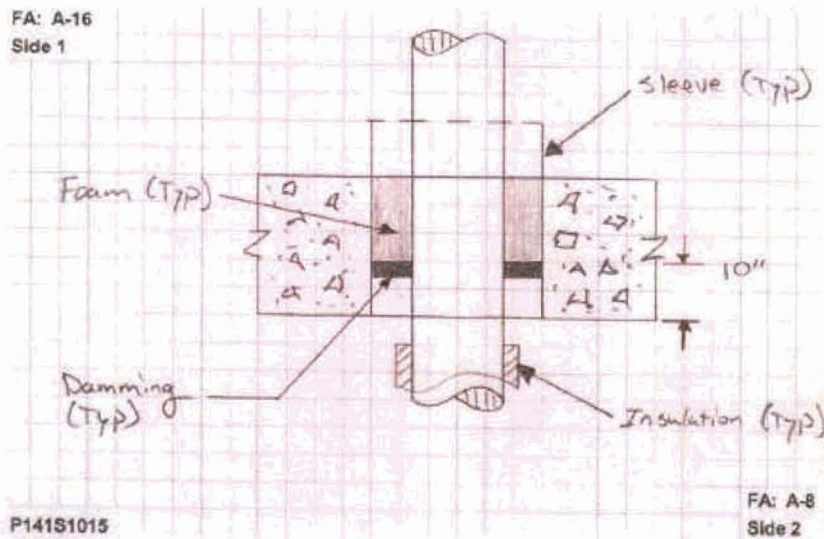 FA: A-16
Side 1
Sleeve (Typ)
Foam (Typ)
10"
Damming
(Typ)
Insulation (Typ)
P141S1015
FA: A-8
Side 2